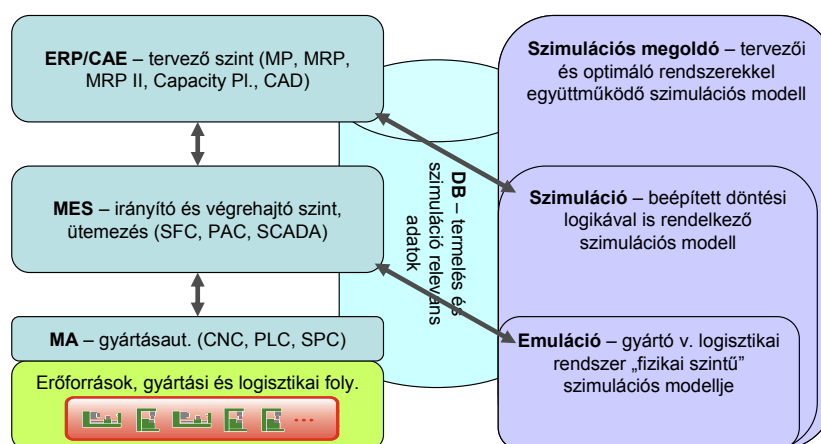 ERP/CAE – tervező szint (MP, MRP,
MRP II, Capacity Pl., CAD)
MES – irányító és végrehajtó szint,
ütemezés (SFC, PAC, SCADA)
MA – gyártásaut. (CNC, PLC, SPC)
Erőforrások, gyártási és logisztikai foly.
...
DB – termelés és
szimuláció releváns
adatok
Szimulációs megoldó – tervezői
és optimáló rendszerekkel
együttműködő szimulációs modell
Szimuláció – beépített döntési
logikával is rendelkező
szimulációs modell
Emuláció – gyártó v. logisztikai
rendszer „fizikai szintű”
szimulációs modellje